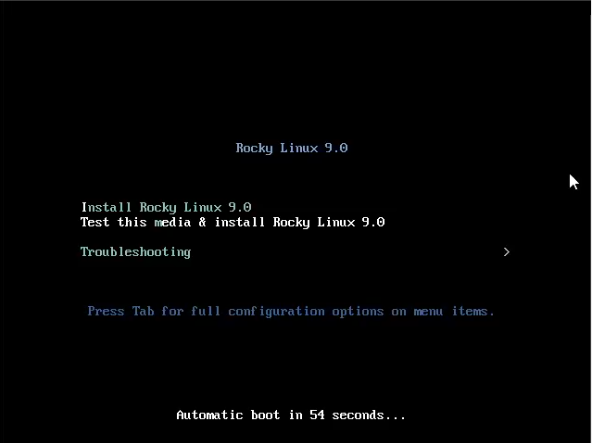 Rocky Linux 9.0
Install Rocky Linux 9.0
Test this media & install Rocky Linux 9.0
Troubleshooting >
Press Tab for full configuration options on menu items.
Automatic boot in 54 seconds...